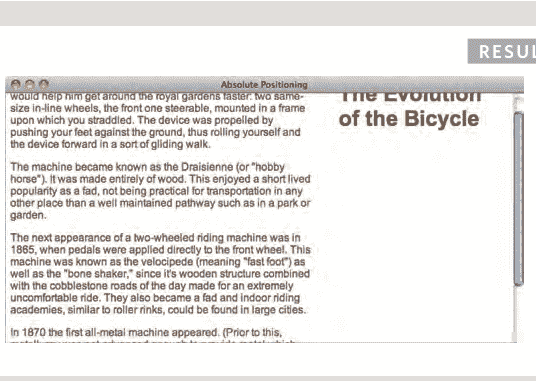 RESUL
Absolute Positioning
would help him get around the royal gardens faster: two same-
size in-line wheels, the front one steerable, mounted in a frame
upon which you straddled. The device was propelled by
pushing your feet against the ground, thus rolling yourself and
the device forward in a sort of gliding walk.
The machine became known as the Draisienne (or "hobby
horse"). It was made entirely of wood. This enjoyed a short lived
popularity as a fad, not being practical for transportation in any
other place than a well maintained pathway such as in a park or
garden.
The next appearance of a two-wheeled riding machine was in
1865, when pedals were applied directly to the front wheel. This
machine was known as the velocipede (meaning "fast foot") as
well as the "bone shaker," since it's wooden structure combined
with the cobblestone roads of the day made for an extremely
uncomfortable ride. They also became a fad and indoor riding
academies, similar to roller rinks, could be found in large cities.
In 1870 the first all-metal machine appeared. (Prior to this,
The Evolution
of the Bicycle